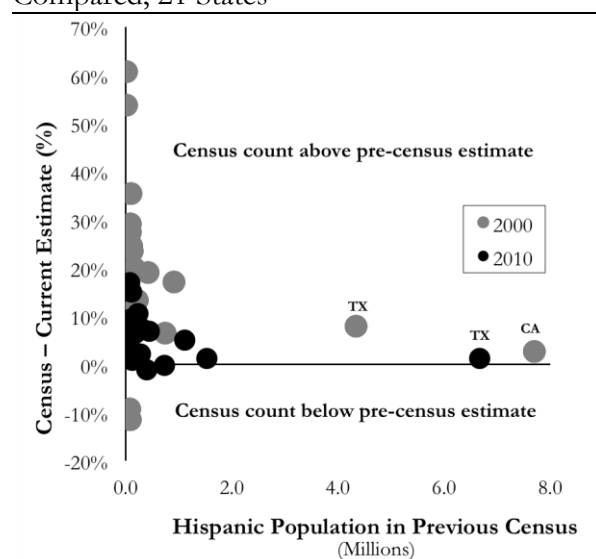 Compared, 21 States
70%
60%
50%
40%
30%
20%
10%
0%
-10%
-20%
Census – Current Estimate (%)
Census count above pre-census estimate
2000
2010
TX
TX
CA
Census count below pre-census estimate
0.0 2.0 4.0 6.0 8.0
Hispanic Population in Previous Census
(Millions)